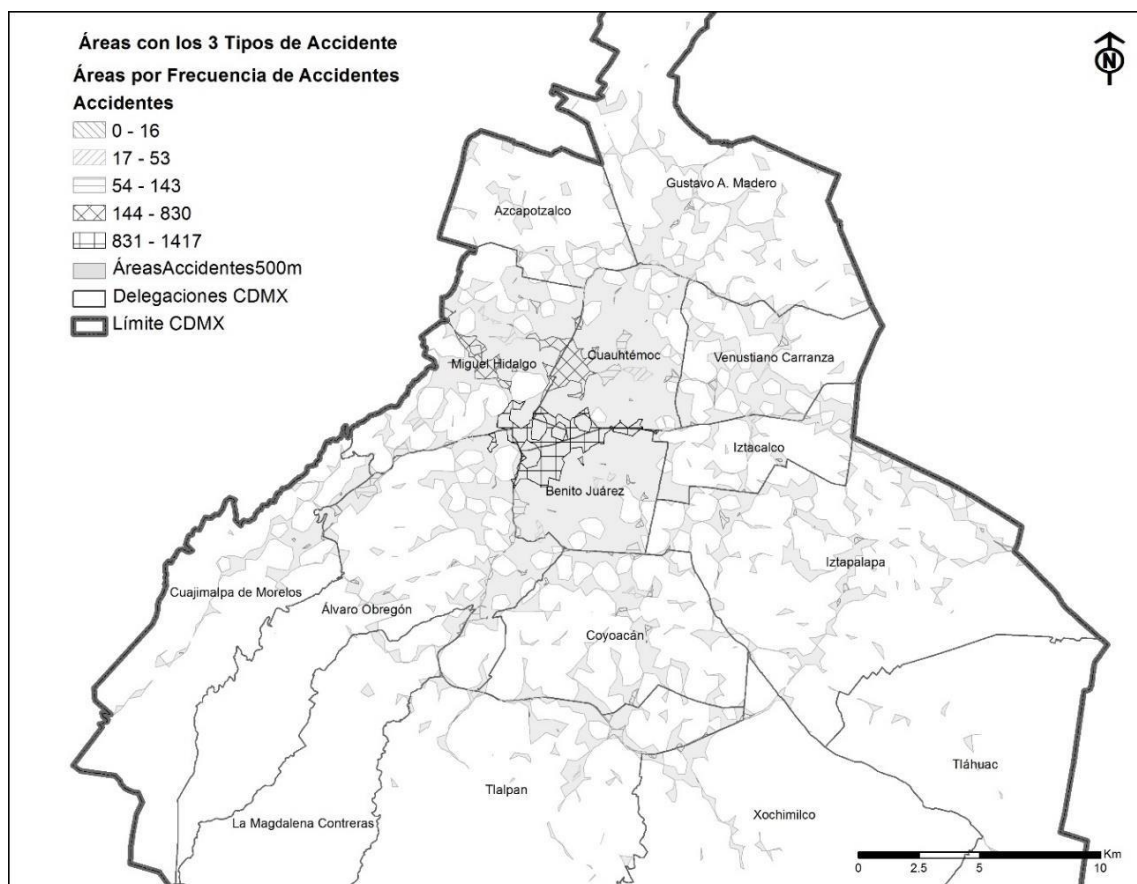 Áreas con los 3 Tipos de Accidente
Áreas por Frecuencia de Accidentes
Accidentes
0 - 16
17 - 53
54 - 143
144 - 830
831 - 1417
ÁreasAccidentes500m
Delegaciones CDMX
Límite CDMX
N
Gustavo A. Madero
Azcapotzalco
Cuauhtémoc
Venustiano Carranza
Miguel Hidalgo
Iztacalco
Benito Juárez
Iztapalapa
Cuajimalpa de Morelos
Álvaro Obregón
Coyoacán
Tláhuac
Tlalpan
Xochimilco
La Magdalena Contreras
Km
0 2.5 5 10